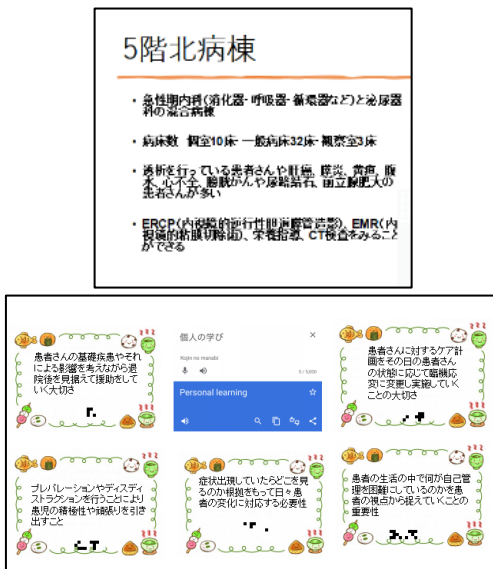 5階北病棟
• 急性期内科(消化器・呼吸器・循環器など)と泌尿器
科の混合病棟
• 病床数 個室10床・一般病床32床・観察室3床
• 透析を行っている患者さんや肝癌、膵炎、黄疸、腹
水、心不全、膀胱がんや尿路結石、前立腺肥大の
患者さんが多い
• ERCP(内視鏡的逆行性胆道膵管造影)、EMR(内
視鏡的粘膜切除術)、栄養指導、CT検査をみること
ができる
患者さんの基礎疾患やそれ
による影響を考えながら退
院後を見据えて援助をして
いく大切さ
個人の学び
Kojin no manabi
5 / 5,000
Personal learning
患者さんに対するケア計
画をその日の患者さん
の状態に応じて臨機応
変に変更し実施していく
ことの大切さ
プレパレーションやディスディ
ストラクションを行うことにより
患児の積極性や頑張りを引き
出すこと
症状出現していたらどこを見
るのか根拠をもって日々患
者の変化に対応する必要性
患者の生活の中で何が自己管
理を困難にしているのかを患
者の視点から捉えていくことの
重要性